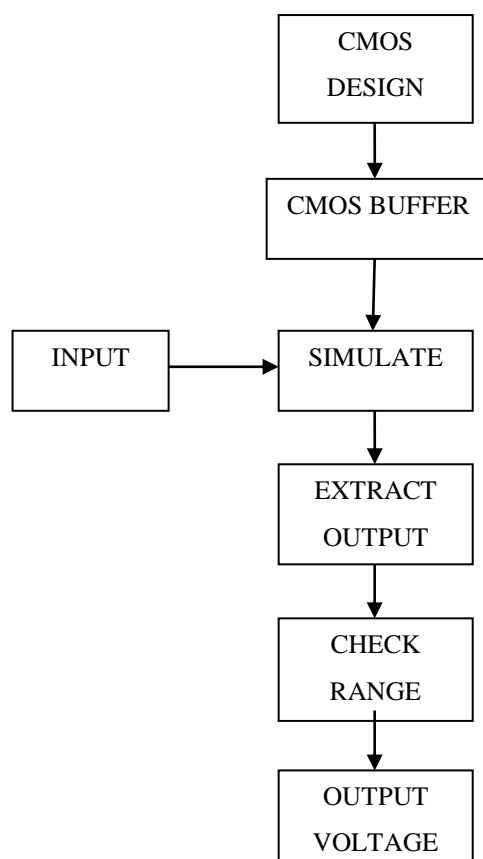 CMOS
DESIGN
CMOS BUFFER
INPUT
SIMULATE
EXTRACT
OUTPUT
CHECK
RANGE
OUTPUT
VOLTAGE